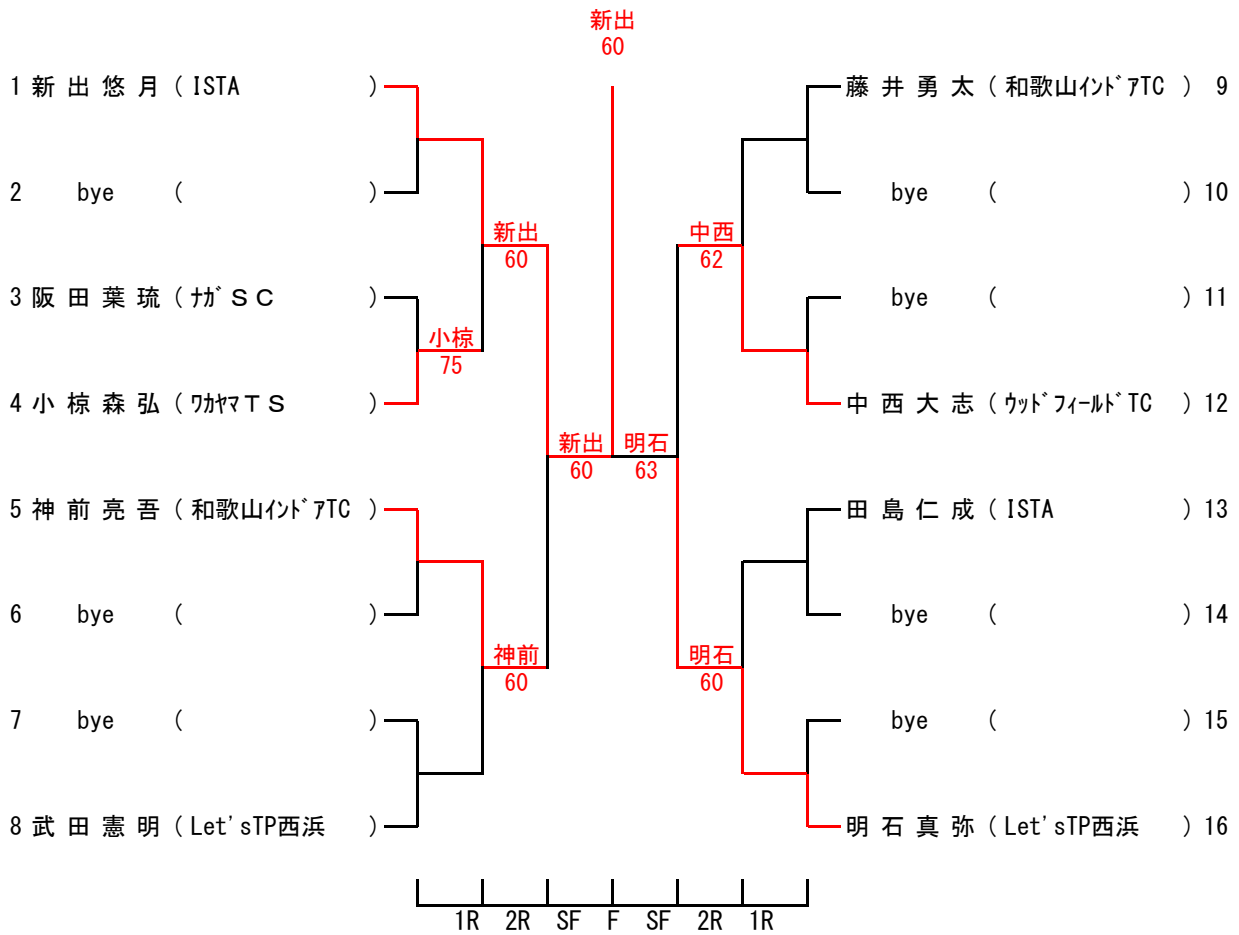 新出
60
1 新 出 悠 月 ( ISTA )
藤 井 勇 太 ( 和歌山インドアTC ) 9
2 bye ( )
bye ( ) 10
新出
60
中西
62
3 阪 田 葉 琉 ( ナガＳＣ )
bye ( ) 11
小椋
75
4 小 椋 森 弘 ( ワカヤマＴＳ )
中 西 大 志 ( ウッドフィールドTC ) 12
新出
60
明石
63
5 神 前 亮 吾 ( 和歌山インドアTC )
田 島 仁 成 ( ISTA ) 13
6 bye ( )
bye ( ) 14
神前
60
明石
60
7 bye ( )
bye ( ) 15
8 武 田 憲 明 ( Let'sTP西浜 )
明 石 真 弥 ( Let'sTP西浜 ) 16
1R 2R SF F SF 2R 1R